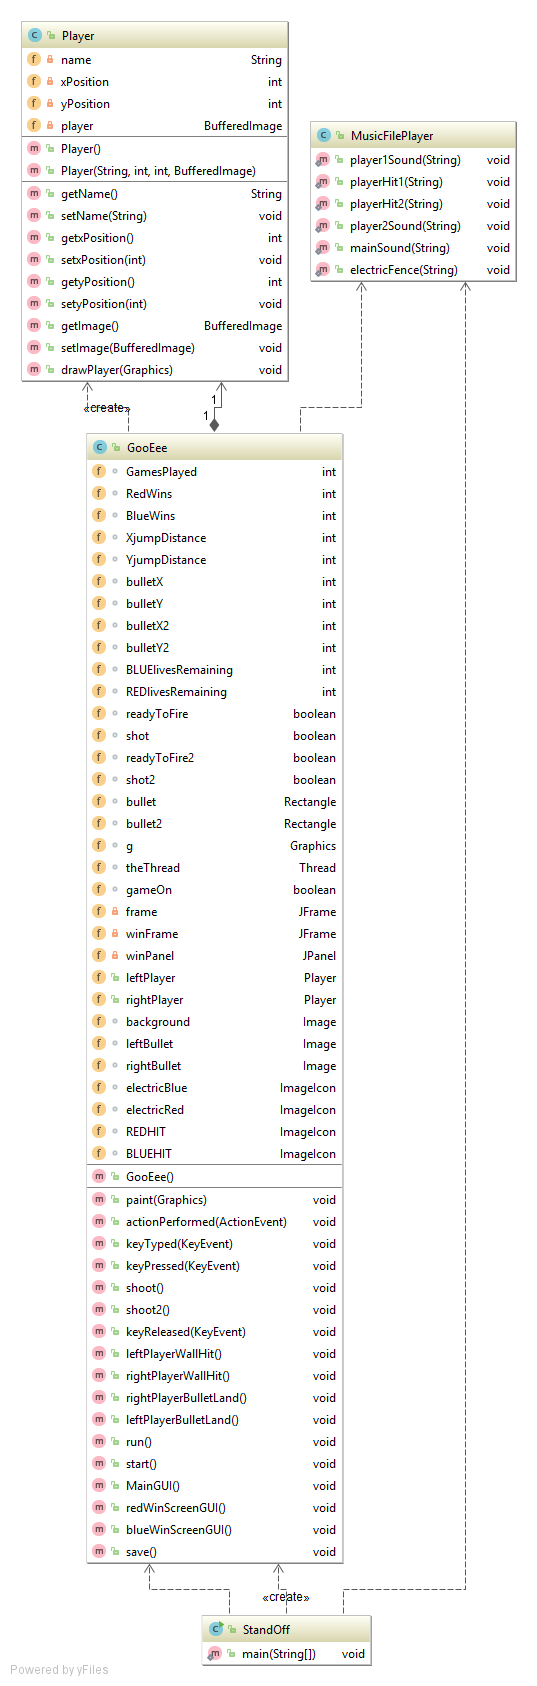 Player
name String
xPosition int
yPosition int
player BufferedImage
Player()
Player(String, int, int, BufferedImage)
getName() String
setName(String) void
getxPosition() int
setxPosition(int) void
getyPosition() int
setyPosition(int) void
getImage() BufferedImage
setImage(BufferedImage) void
drawPlayer(Graphics) void
MusicFilePlayer
player1Sound(String) void
playerHit1(String) void
playerHit2(String) void
player2Sound(String) void
mainSound(String) void
electricFence(String) void
«create»
1
1
GooEee
GamesPlayed int
RedWins int
BlueWins int
XjumpDistance int
YjumpDistance int
bulletX int
bulletY int
bulletX2 int
bulletY2 int
BLUElivesRemaining int
REDlivesRemaining int
readyToFire boolean
shot boolean
readyToFire2 boolean
shot2 boolean
bullet Rectangle
bullet2 Rectangle
g Graphics
theThread Thread
gameOn boolean
frame JFrame
winFrame JFrame
winPanel JPanel
leftPlayer Player
rightPlayer Player
background Image
leftBullet Image
rightBullet Image
electricBlue ImageIcon
electricRed ImageIcon
REDHIT ImageIcon
BLUEHIT ImageIcon
GooEee()
paint(Graphics) void
actionPerformed(ActionEvent) void
keyTyped(KeyEvent) void
keyPressed(KeyEvent) void
shoot() void
shoot2() void
keyReleased(KeyEvent) void
leftPlayerWallHit() void
rightPlayerWallHit() void
rightPlayerBulletLand() void
leftPlayerBulletLand() void
run() void
start() void
MainGUI() void
redWinScreenGUI() void
blueWinScreenGUI() void
save() void
«create»
StandOff
main(String[]) void
Powered by yFiles